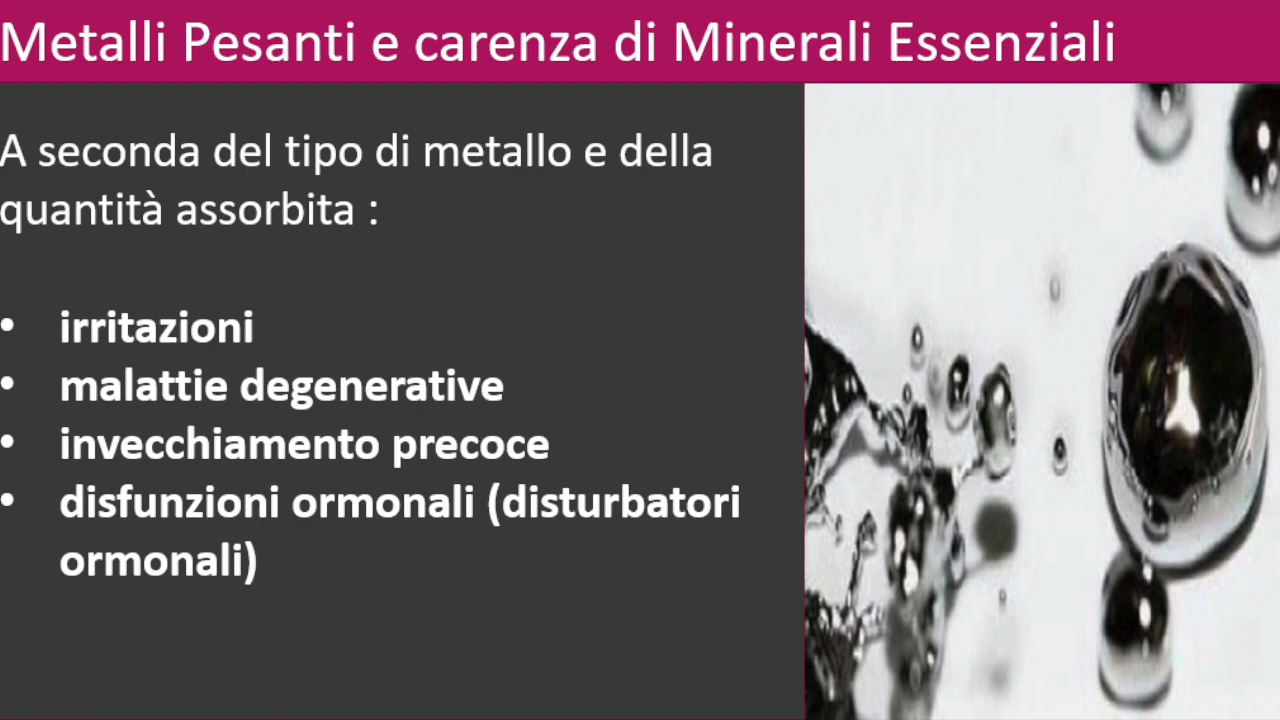 Metalli Pesanti e carenza di Minerali Essenziali
A seconda del tipo di metallo e della
quantità assorbita :
• irritazioni
• malattie degenerative
• invecchiamento precoce
• disfunzioni ormonali (disturbatori
ormonali)